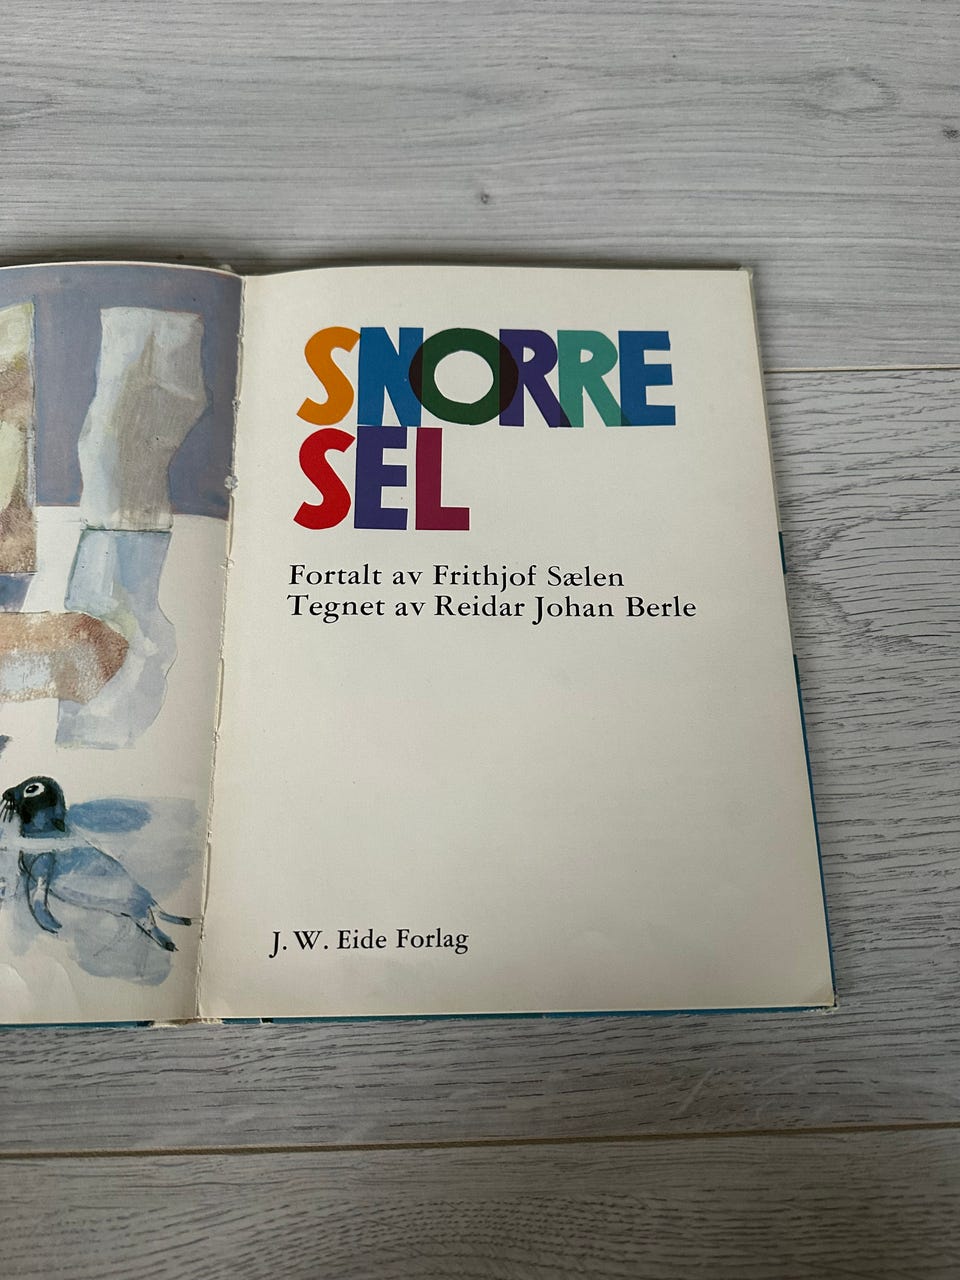 SNORRE
SEL
Fortalt av Frithjof Sælen
Tegnet av Reidar Johan Berle
J. W. Eide Forlag